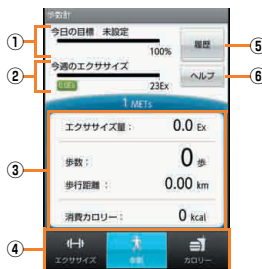 歩数計
① 今日の目標 未設定
100%
履歴 ⑤
② 今週のエクササイズ
0.0Ex 23Ex
ヘルプ ⑥
1 METs
③ エクササイズ量： 0.0 Ex
歩数： 0 歩
歩行距離： 0.00 km
消費カロリー： 0 kcal
④ エクササイズ 歩数 カロリー